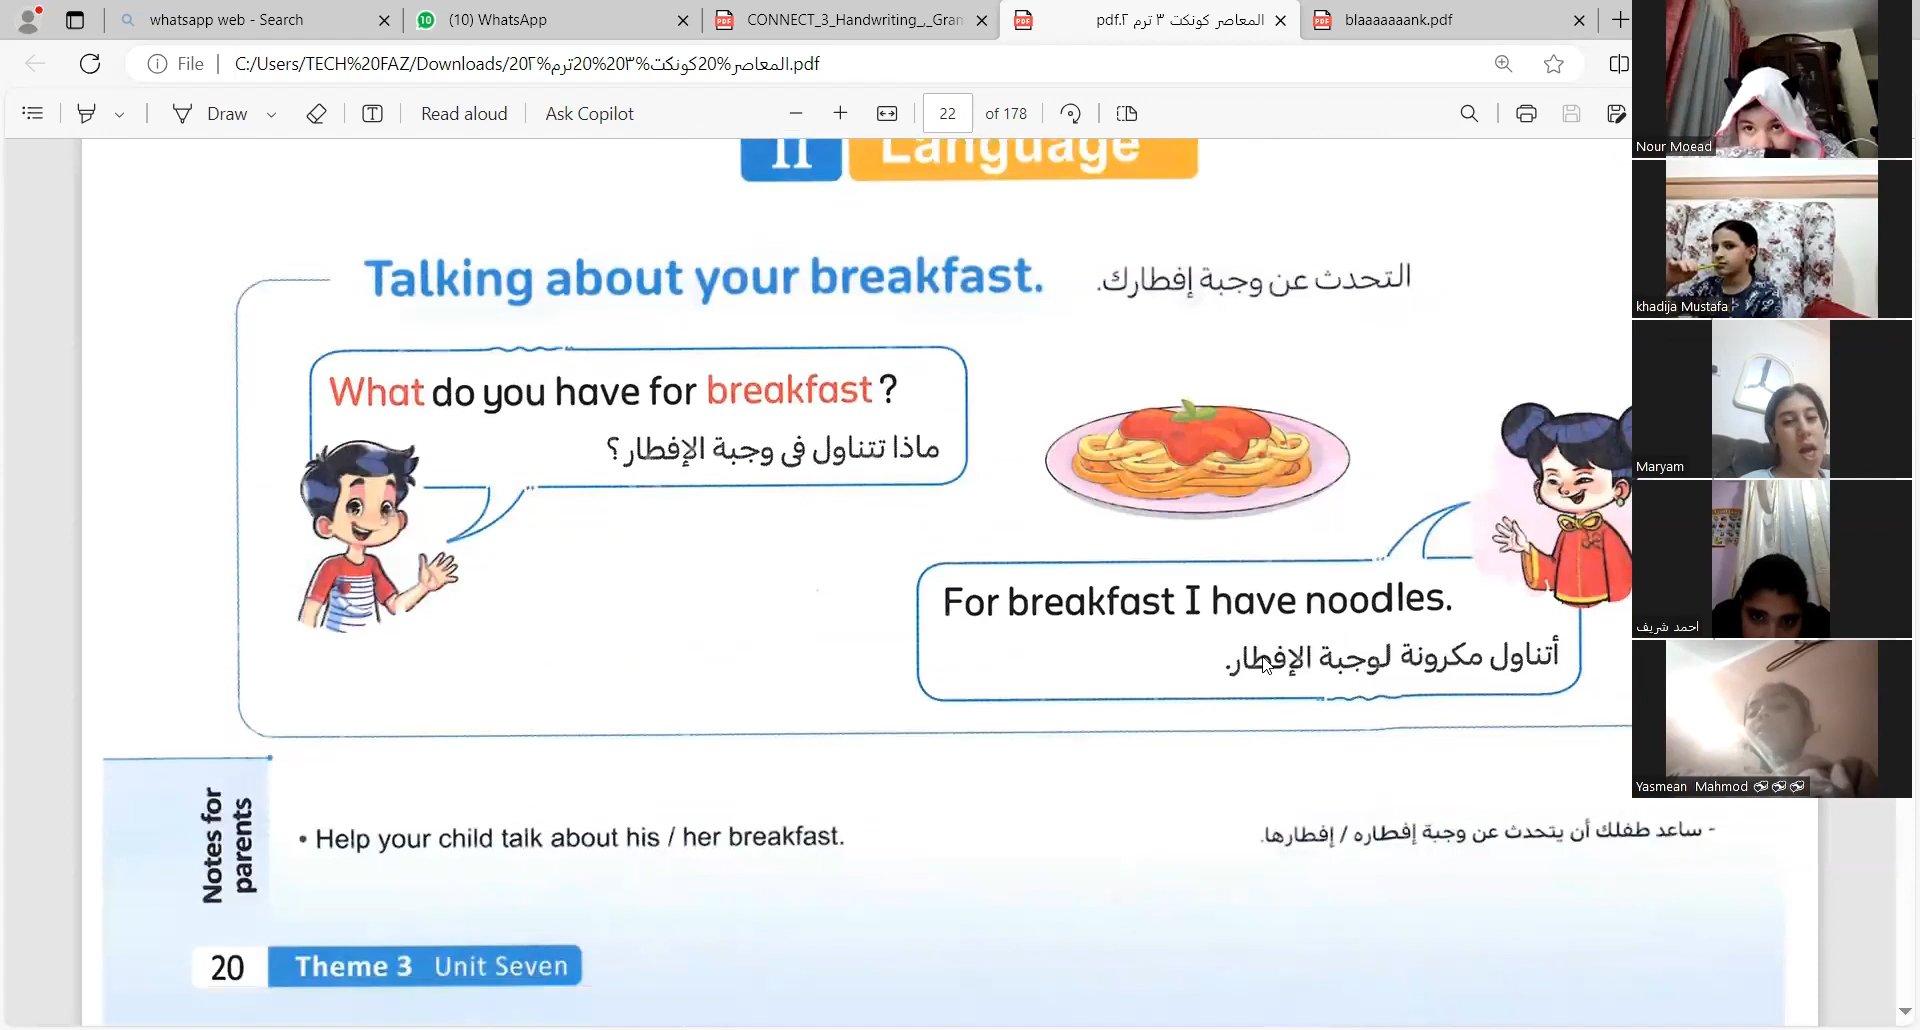 whatsapp web - Search
(10) WhatsApp
CONNECT_3_Handwriting_,_Gran
المعاصر كونكت ٣ ترم ٢.pdf
blaaaaaaank.pdf
File
C:/Users/TECH%20FAZ/Downloads/المعاصر%20كونكت%20٣%20ترم%20٢.pdf
Draw
Read aloud
Ask Copilot
22
of 178
II Language
Talking about your breakfast.
التحدث عن وجبة إفطارك.
What do you have for breakfast ?
ماذا تتناول فى وجبة الإفطار؟
For breakfast I have noodles.
أتناول مكرونة لوجبة الإفطار.
Notes for
parents
• Help your child talk about his / her breakfast.
- ساعد طفلك أن يتحدث عن وجبة إفطاره / إفطارها.
20
Theme 3 Unit Seven
Nour Moead
khadija Mustafa
Maryam
احمد شريف
Yasmean Mahmod